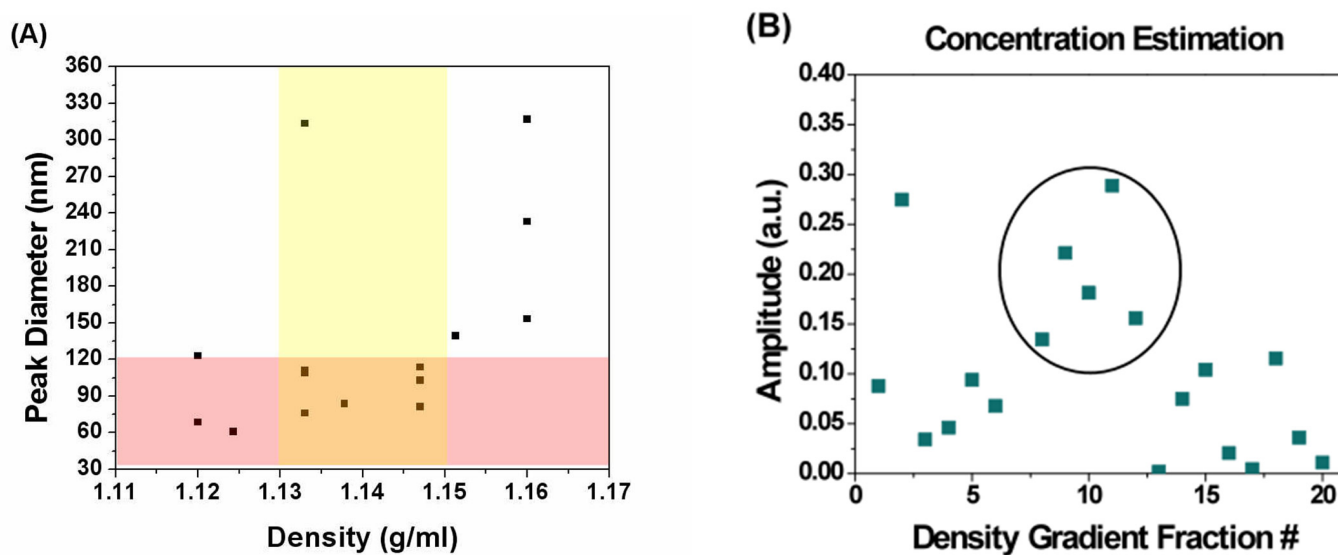 (A)
360
330
300
270
240
210
180
150
120
90
60
30
Peak Diameter (nm)
1.11 1.12 1.13 1.14 1.15 1.16 1.17
Density (g/ml)
(B)
Concentration Estimation
0.40
0.35
0.30
0.25
0.20
0.15
0.10
0.05
0.00
Amplitude (a.u.)
0 5 10 15 20
Density Gradient Fraction #